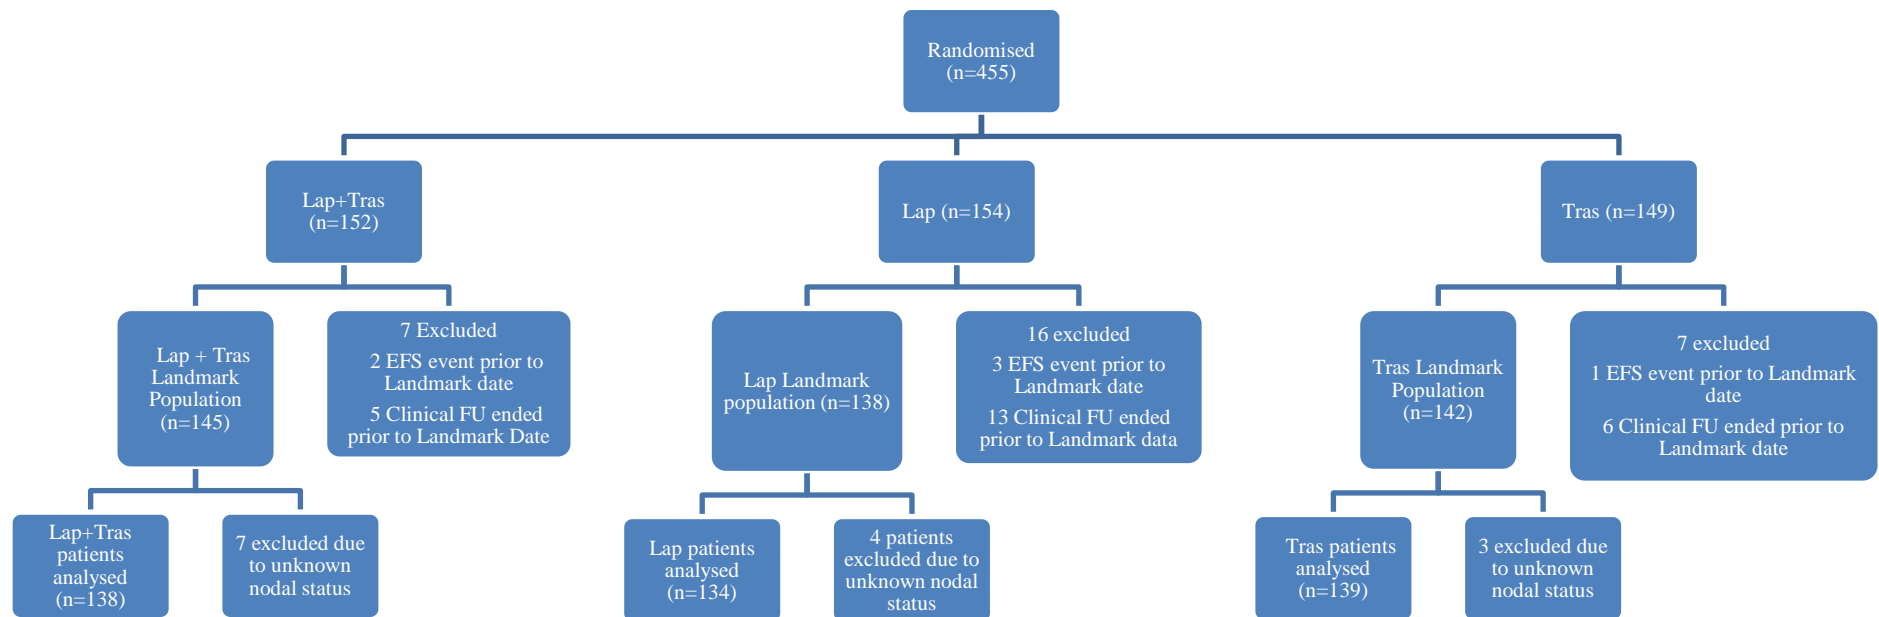 Randomised
(n=455)
Lap+Tras
(n=152)
Lap (n=154)
Tras (n=149)
Lap + Tras
Landmark
Population
(n=145)
7 Excluded
2 EFS event prior to
Landmark date
5 Clinical FU ended
prior to Landmark Date
Lap Landmark
population (n=138)
16 excluded
3 EFS event prior to
Landmark date
13 Clinical FU ended
prior to Landmark data
Tras Landmark
Population
(n=142)
7 excluded
1 EFS event prior to Landmark
date
6 Clinical FU ended prior to
Landmark date
Lap+Tras
patients
analysed
(n=138)
7 excluded due
to unknown
nodal status
Lap patients
analysed
(n=134)
4 patients
excluded due to
unknown nodal
status
Tras patients
analysed
(n=139)
3 excluded due
to unknown
nodal status